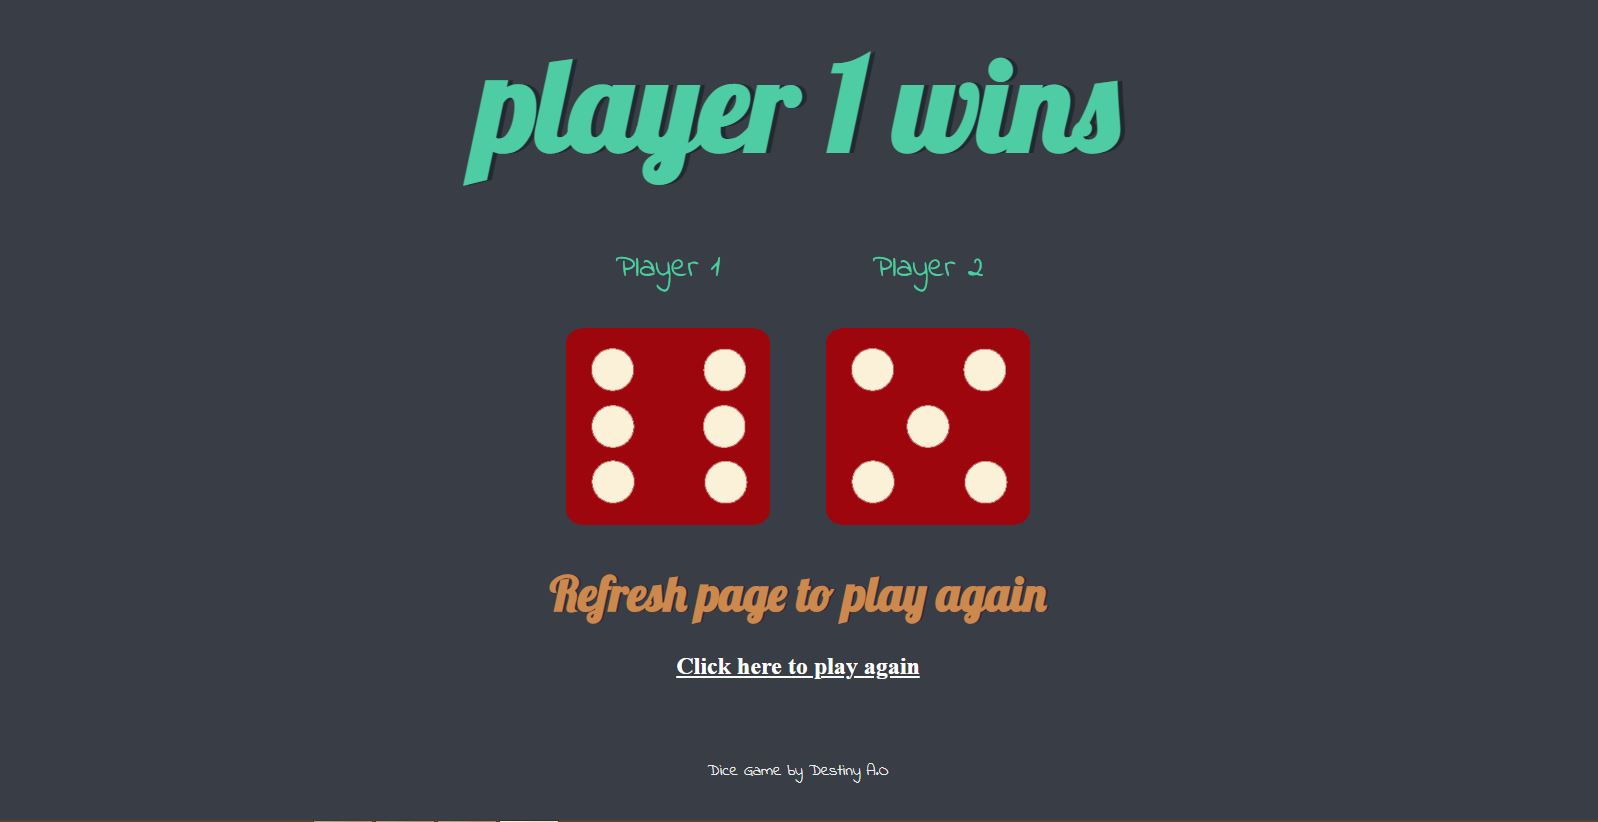 player 1 wins
Player 1 Player 2
Refresh page to play again
Click here to play again
Dice Game by Destiny A.O